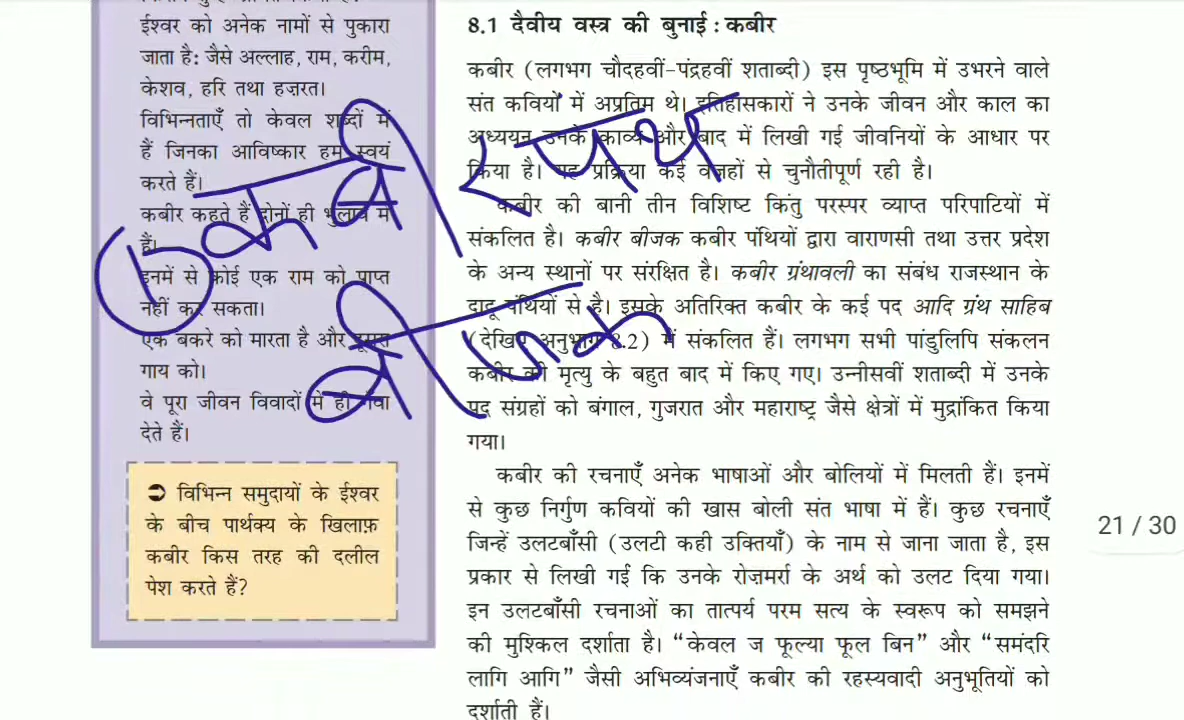 ईश्वर को अनेक नामों से पुकारा
जाता है: जैसे अल्लाह, राम, करीम,
केशव, हरि तथा हज़रत।
विभिन्नताएँ तो केवल शब्दों में
हैं जिनका आविष्कार हम स्वयं
करते हैं।
कबीर कहते हैं दोनों ही भुलावे में
हैं।
इनमें से कोई एक राम को प्राप्त
नहीं कर सकता।
एक बकरे को मारता है और दूसरा
गाय को।
वे पूरा जीवन विवादों में ही गँवा
देते हैं।
➲ विभिन्न समुदायों के ईश्वर
के बीच पार्थक्य के खिलाफ़
कबीर किस तरह की दलील
पेश करते हैं?
8.1 दैवीय वस्त्र की बुनाई : कबीर
कबीर (लगभग चौदहवीं-पंद्रहवीं शताब्दी) इस पृष्ठभूमि में उभरने वाले
संत कवियों में अप्रतिम थे। इतिहासकारों ने उनके जीवन और काल का
अध्ययन उनके काव्य और बाद में लिखी गई जीवनियों के आधार पर
किया है। यह प्रक्रिया कई वजहों से चुनौतीपूर्ण रही है।
कबीर की बानी तीन विशिष्ट किंतु परस्पर व्याप्त परिपाटियों में
संकलित है। कबीर बीजक कबीर पंथियों द्वारा वाराणसी तथा उत्तर प्रदेश
के अन्य स्थानों पर संरक्षित है। कबीर ग्रंथावली का संबंध राजस्थान के
दादू पंथियों से है। इसके अतिरिक्त कबीर के कई पद आदि ग्रंथ साहिब
(देखिए अनुभाग 8.2) में संकलित हैं। लगभग सभी पांडुलिपि संकलन
कबीर की मृत्यु के बहुत बाद में किए गए। उन्नीसवीं शताब्दी में उनके
पद संग्रहों को बंगाल, गुजरात और महाराष्ट्र जैसे क्षेत्रों में मुद्रांकित किया
गया।
कबीर की रचनाएँ अनेक भाषाओं और बोलियों में मिलती हैं। इनमें
से कुछ निर्गुण कवियों की खास बोली संत भाषा में हैं। कुछ रचनाएँ
जिन्हें उलटबाँसी (उलटी कही उक्तियाँ) के नाम से जाना जाता है, इस
प्रकार से लिखी गईं कि उनके रोज़मर्रा के अर्थ को उलट दिया गया।
इन उलटबाँसी रचनाओं का तात्पर्य परम सत्य के स्वरूप को समझने
की मुश्किल दर्शाता है। “केवल ज फूल्या फूल बिन” और “समंदरि
लागि आगि” जैसी अभिव्यंजनाएँ कबीर की रहस्यवादी अनुभूतियों को
दर्शाती हैं।
① कबीर पंथ
बीजक
21 / 30